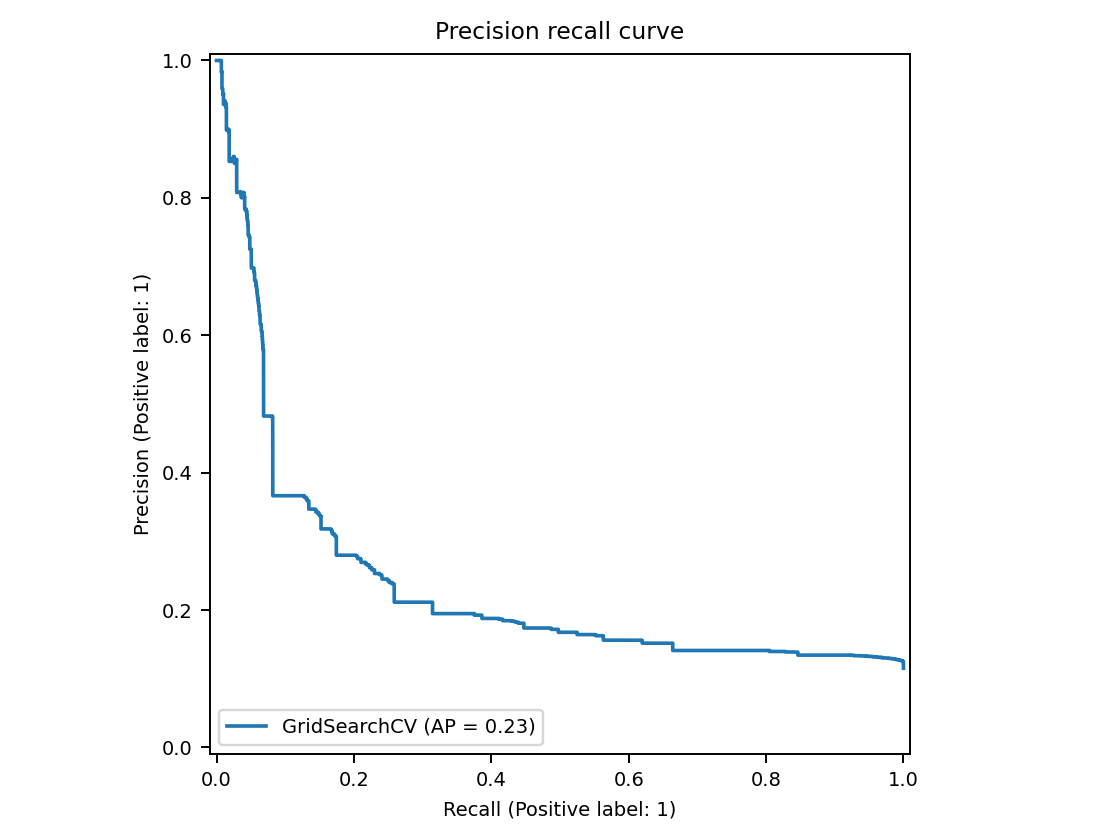 Precision recall curve
1.0
0.8
0.6
0.4
0.2
0.0
Precision (Positive label: 1)
GridSearchCV (AP = 0.23)
0.0 0.2 0.4 0.6 0.8 1.0
Recall (Positive label: 1)